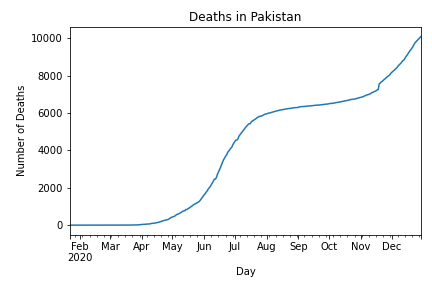 Deaths in Pakistan
Number of Deaths
10000
8000
6000
4000
2000
0
Feb Mar Apr May Jun Jul Aug Sep Oct Nov Dec
2020
Day